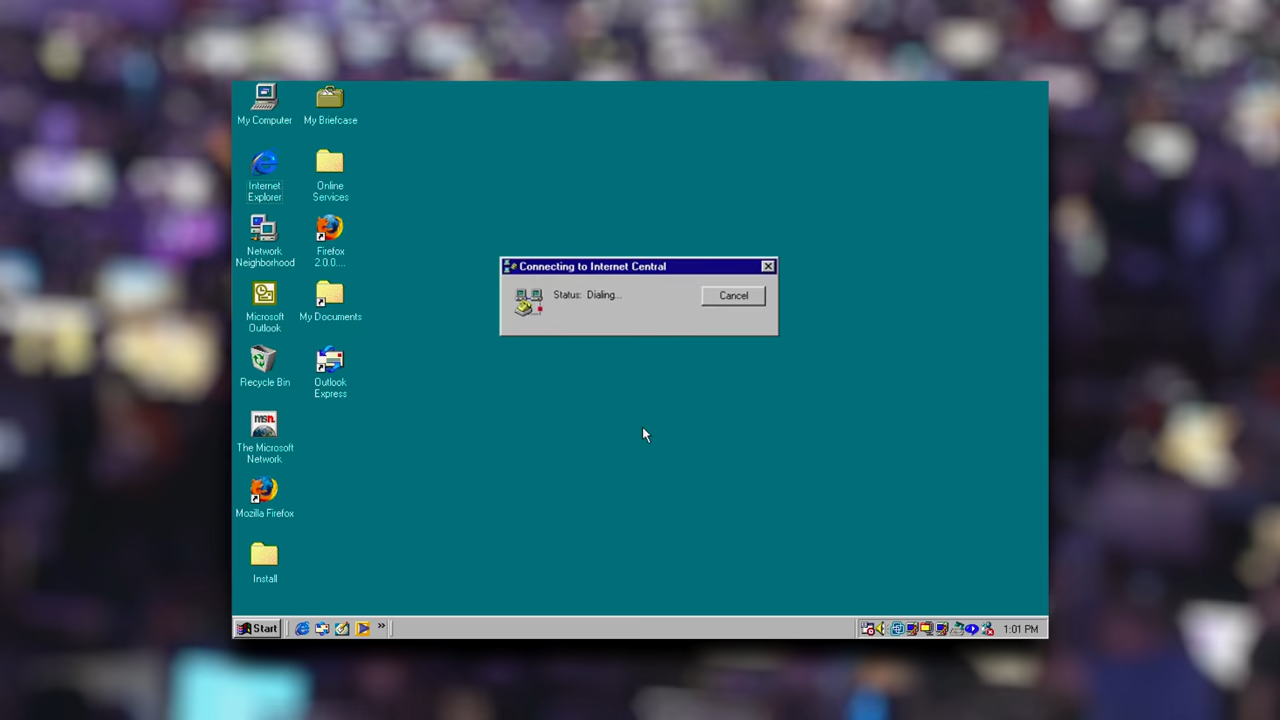 My Computer
My Briefcase
Internet
Explorer
Online
Services
Network
Neighborhood
Firefox
2.0.0....
Microsoft
Outlook
My Documents
Recycle Bin
Outlook
Express
msn.
The Microsoft
Network
Mozilla Firefox
Install
Connecting to Internet Central
Status: Dialing...
Cancel
Start
»
1:01 PM